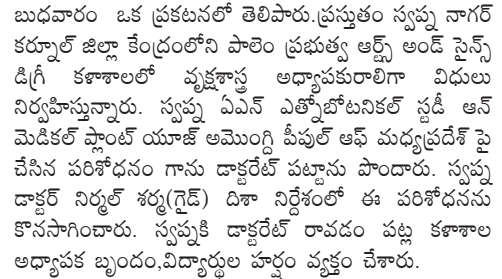 బుధవారం ఒక ప్రకటనలో తెలిపారు.ప్రస్తుతం స్వప్న నాగర్
కర్నూల్ జిల్లా కేంద్రంలోని పాలెం ప్రభుత్వ ఆర్ట్స్ అండ్ సైన్స్
డిగ్రీ కళాశాలలో వృక్షశాస్త్ర అధ్యాపకురాలిగా విధులు
నిర్వహిస్తున్నారు. స్వప్న ఏఎన్ ఎత్నోబోటనికల్ స్టడీ ఆన్
మెడికల్ ప్లాంట్ యూజ్ అమొంగ్ది పీపుల్ ఆఫ్ మధ్యప్రదేశ్ పై
చేసిన పరిశోధనం గాను డాక్టరేట్ పట్టాను పొందారు. స్వప్న
డాక్టర్ నిర్మల్ శర్మ(గైడ్) దిశా నిర్దేశంలో ఈ పరిశోధనను
కొనసాగించారు. స్వప్నకి డాక్టరేట్ రావడం పట్ల కళాశాల
అధ్యాపక బృందం,విద్యార్థుల హర్షం వ్యక్తం చేశారు.